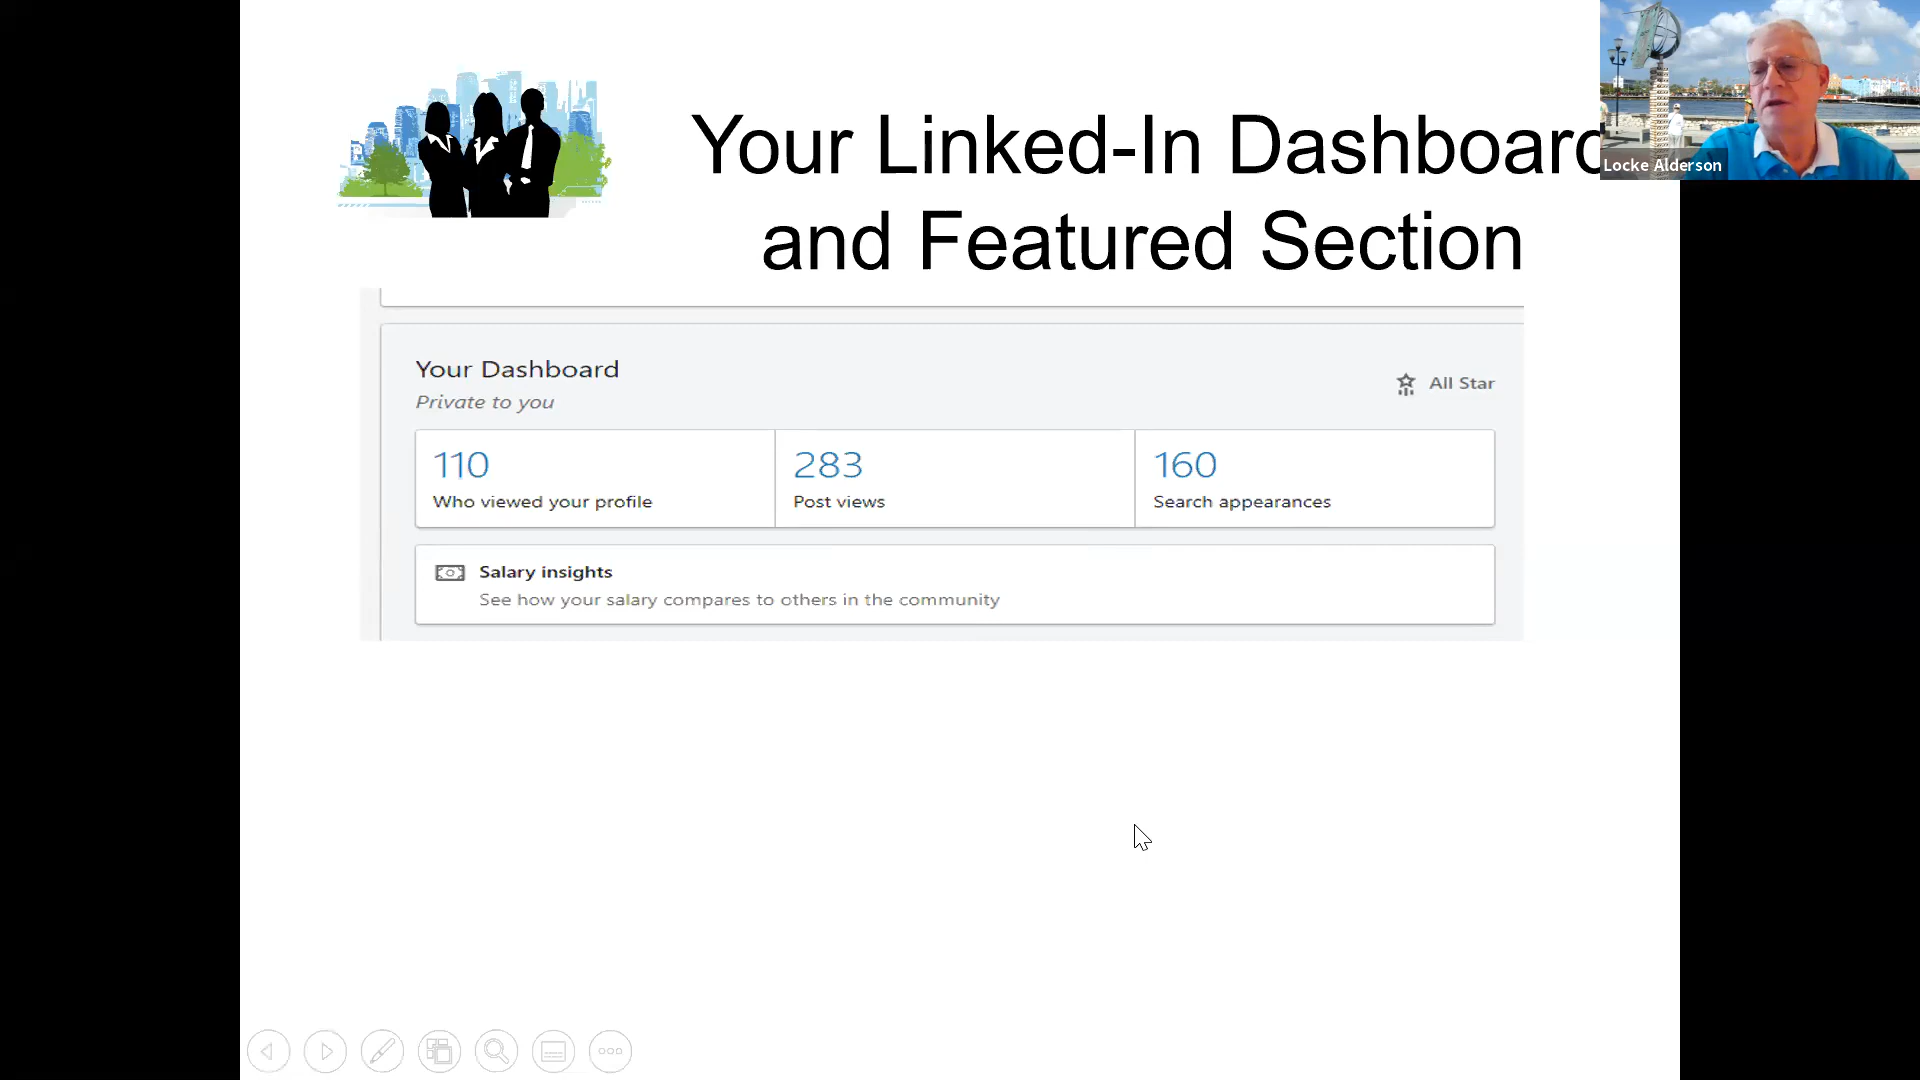 Your Linked-In Dashboard
and Featured Section
Locke Alderson
Your Dashboard
Private to you
All Star
110
Who viewed your profile
283
Post views
160
Search appearances
Salary insights
See how your salary compares to others in the community